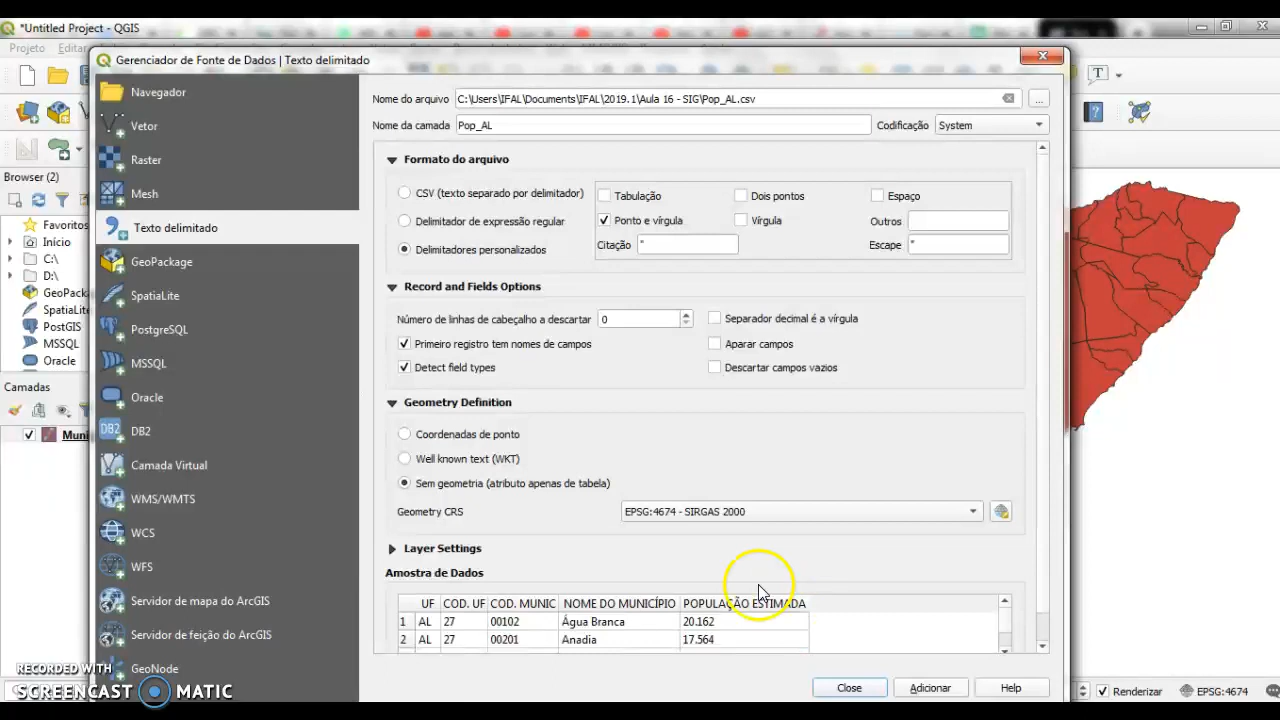 *Untitled Project - QGIS
Projeto Editar
Gerenciador de Fonte de Dados | Texto delimitado
Navegador
Vetor
Raster
Mesh
Texto delimitado
GeoPackage
SpatiaLite
PostgreSQL
MSSQL
Oracle
DB2
Camada Virtual
WMS/WMTS
WCS
WFS
Servidor de mapa do ArcGIS
Servidor de feição do ArcGIS
GeoNode
Nome do arquivo C:\Users\IFAL\Documents\IFAL\2019.1\Aula 16 - SIG\Pop_AL.csv ...
Nome da camada Pop_AL Codificação System
Formato do arquivo
CSV (texto separado por delimitador) Tabulação Dois pontos Espaço
Delimitador de expressão regular Ponto e vírgula Vírgula Outros
Delimitadores personalizados Citação " Escape "
Record and Fields Options
Número de linhas de cabeçalho a descartar 0 Separador decimal é a vírgula
Primeiro registro tem nomes de campos Aparar campos
Detect field types Descartar campos vazios
Geometry Definition
Coordenadas de ponto
Well known text (WKT)
Sem geometria (atributo apenas de tabela)
Geometry CRS EPSG:4674 - SIRGAS 2000
Layer Settings
Amostra de Dados
UF COD. UF COD. MUNIC NOME DO MUNICÍPIO POPULAÇÃO ESTIMADA
1 AL 27 00102 Água Branca 20.162
2 AL 27 00201 Anadia 17.564
Close Adicionar Help
Browser (2)
Favoritos
Início
C:\
D:\
GeoPack
SpatiaLit
PostGIS
MSSQL
Oracle
Camadas
Muni
T
Renderizar EPSG:4674
RECORDED WITH
SCREENCAST MATIC